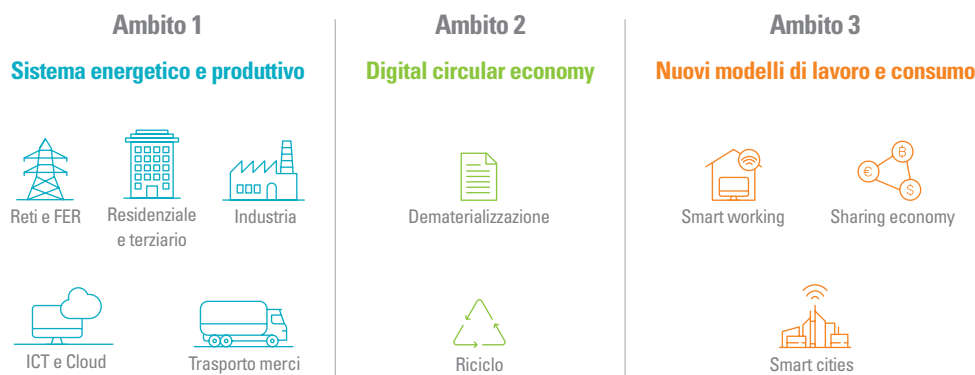 Ambito 1
Sistema energetico e produttivo
Reti e FER
Residenziale
e terziario
Industria
ICT e Cloud
Trasporto merci
Ambito 2
Digital circular economy
Dematerializzazione
Riciclo
Ambito 3
Nuovi modelli di lavoro e consumo
€
B
$
Smart working
Sharing economy
Smart cities